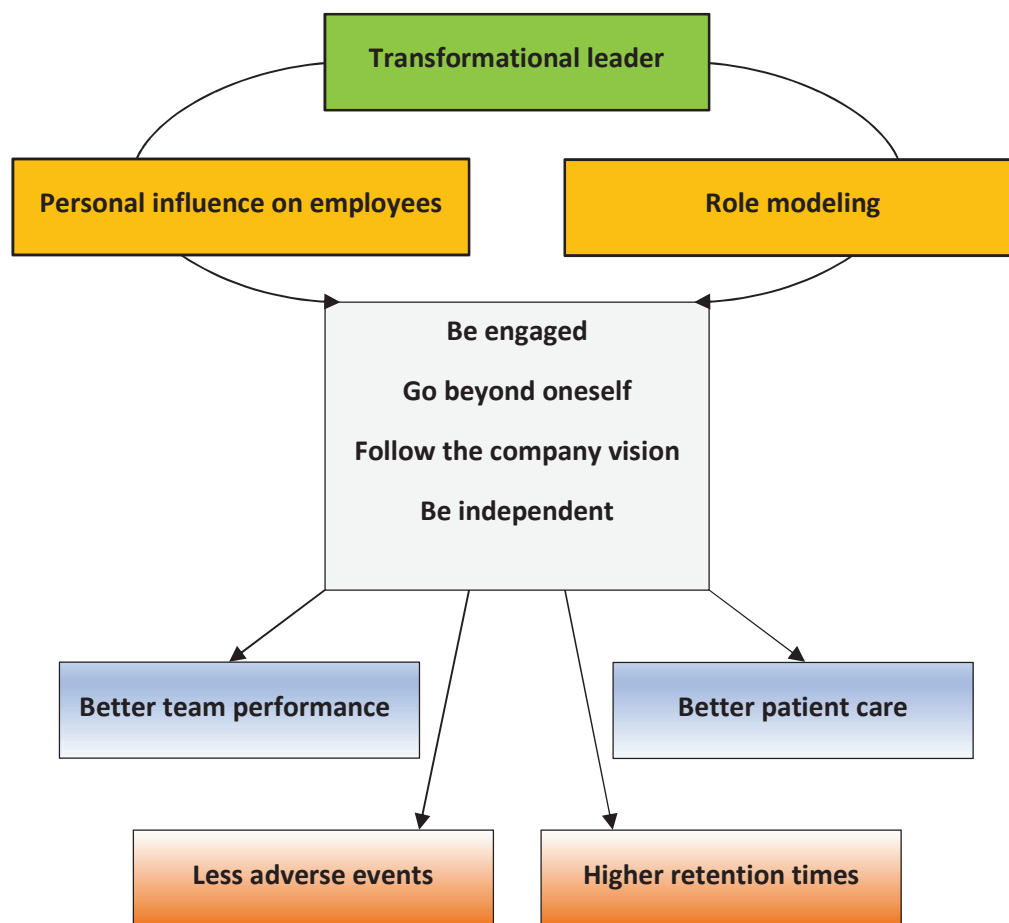 Transformational leader
Personal influence on employees
Role modeling
Be engaged
Go beyond oneself
Follow the company vision
Be independent
Better team performance
Better patient care
Less adverse events
Higher retention times